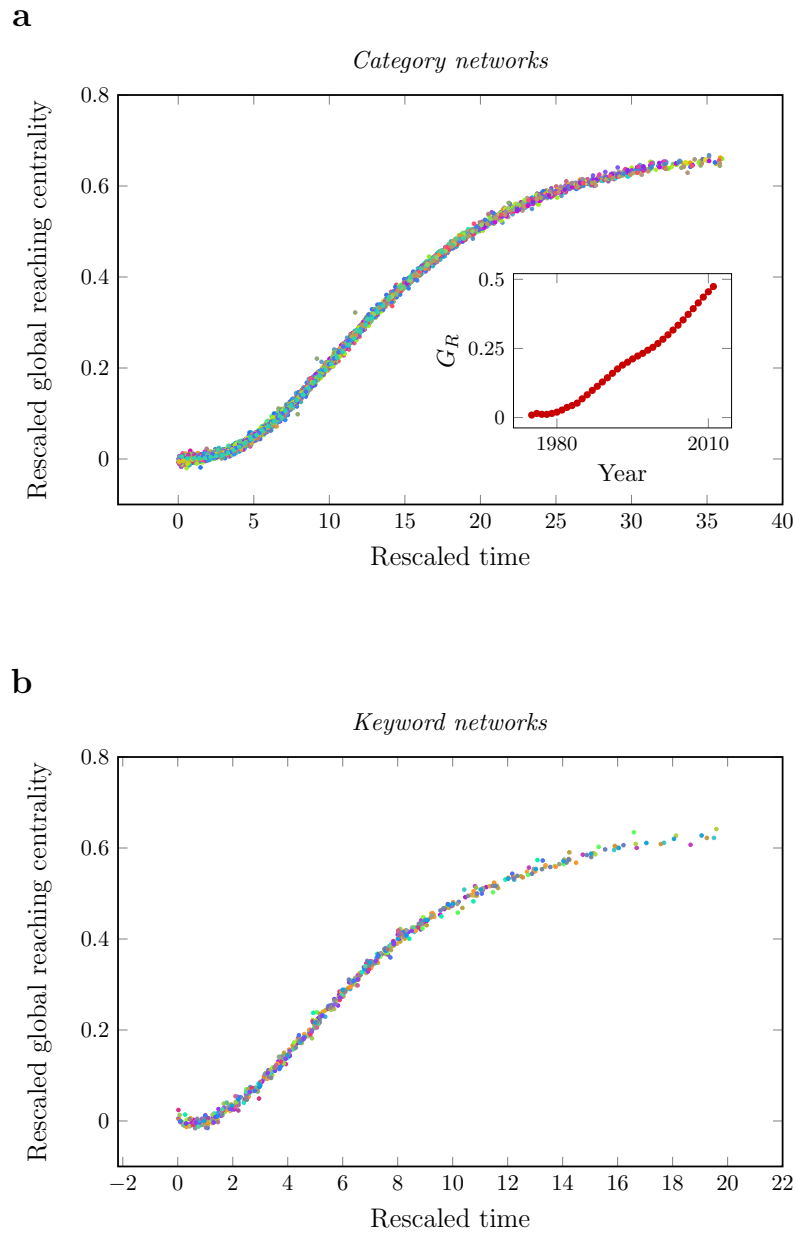 a
Category networks
Rescaled global reaching centrality
0.8
0.6
0.4
0.2
0
0 5 10 15 20 25 30 35 40
Rescaled time
G_R
0.5
0.25
0
1980 2010
Year
b
Keyword networks
Rescaled global reaching centrality
0.8
0.6
0.4
0.2
0
−2 0 2 4 6 8 10 12 14 16 18 20 22
Rescaled time